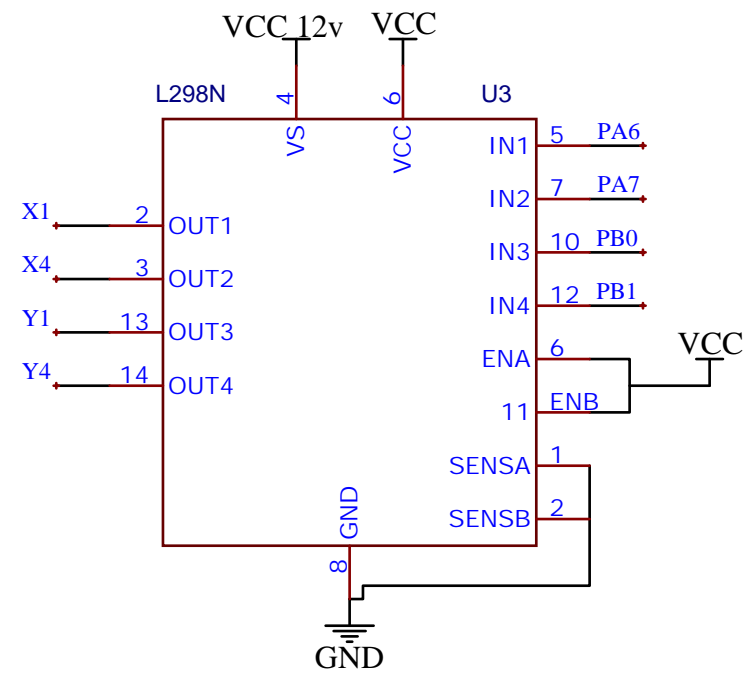 VCC 12v VCC
L298N 4 6 U3
VS VCC
IN1 5 PA6
IN2 7 PA7
X1 2 OUT1
IN3 10 PB0
X4 3 OUT2
IN4 12 PB1
Y1 13 OUT3
ENA 6 VCC
Y4 14 OUT4
11 ENB
SENSA 1
SENSB 2
GND
8
GND